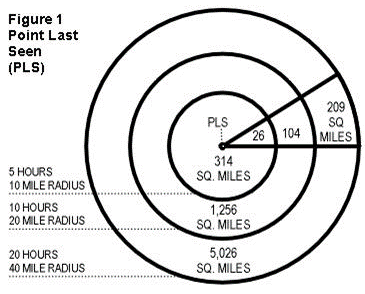 Figure 1
Point Last
Seen
(PLS)
209
SQ
MILES
PLS
26
104
314
SQ. MILES
5 HOURS
10 MILE RADIUS
10 HOURS
20 MILE RADIUS
1,256
SQ. MILES
20 HOURS
40 MILE RADIUS
5,026
SQ. MILES